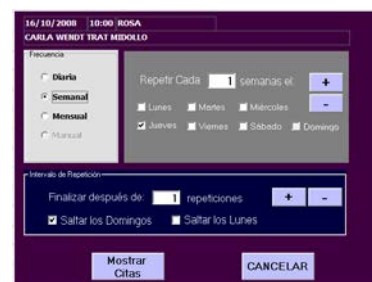 16/10/2008 10:00 ROSA
CARLA WENDT TRAT MIDOLLO
Frecuencia
Diaria
Semanal
Mensual
Manual
Repetir Cada 1 semanas el: +
-
Lunes Martes Miércoles
Jueves Viernes Sábado Domingo
Intervalo de Repetición
Finalizar después de: 1 repeticiones + -
Saltar los Domingos Saltar los Lunes
Mostrar
Citas
CANCELAR